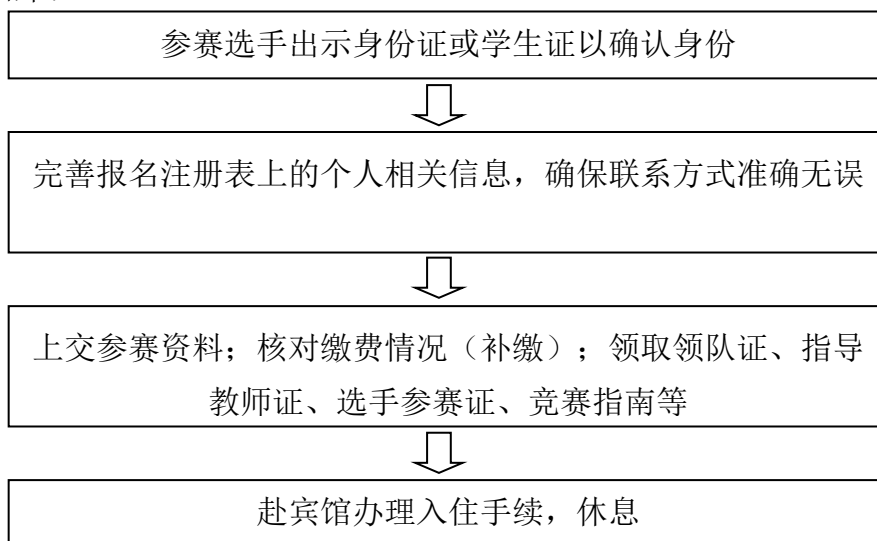 参赛选手出示身份证或学生证以确认身份
完善报名注册表上的个人相关信息，确保联系方式准确无误
上交参赛资料；核对缴费情况（补缴）；领取领队证、指导
教师证、选手参赛证、竞赛指南等
赴宾馆办理入住手续，休息